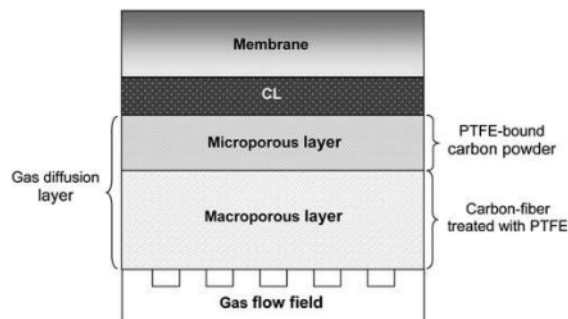 Membrane
CL
Microporous layer
PTFE-bound
carbon powder
Gas diffusion
layer
Macroporous layer
Carbon-fiber
treated with PTFE
Gas flow field